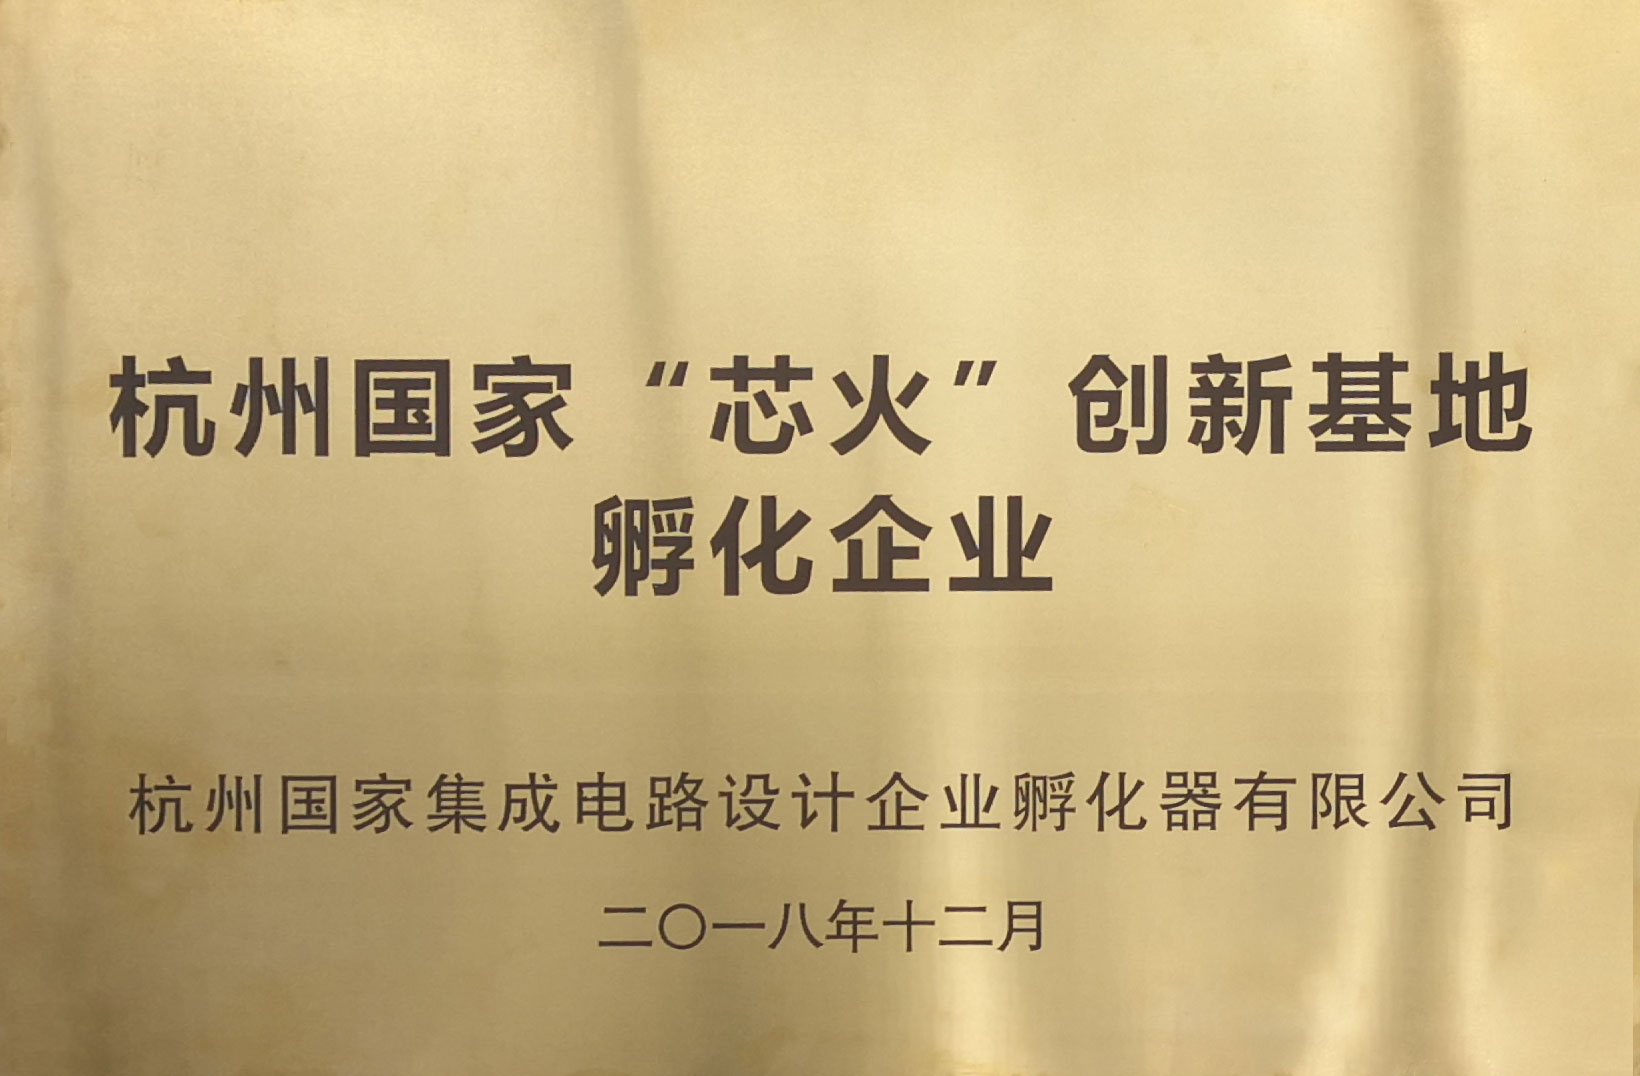 杭州国家“芯火”创新基地
孵化企业
杭州国家集成电路设计企业孵化器有限公司
二〇一八年十二月